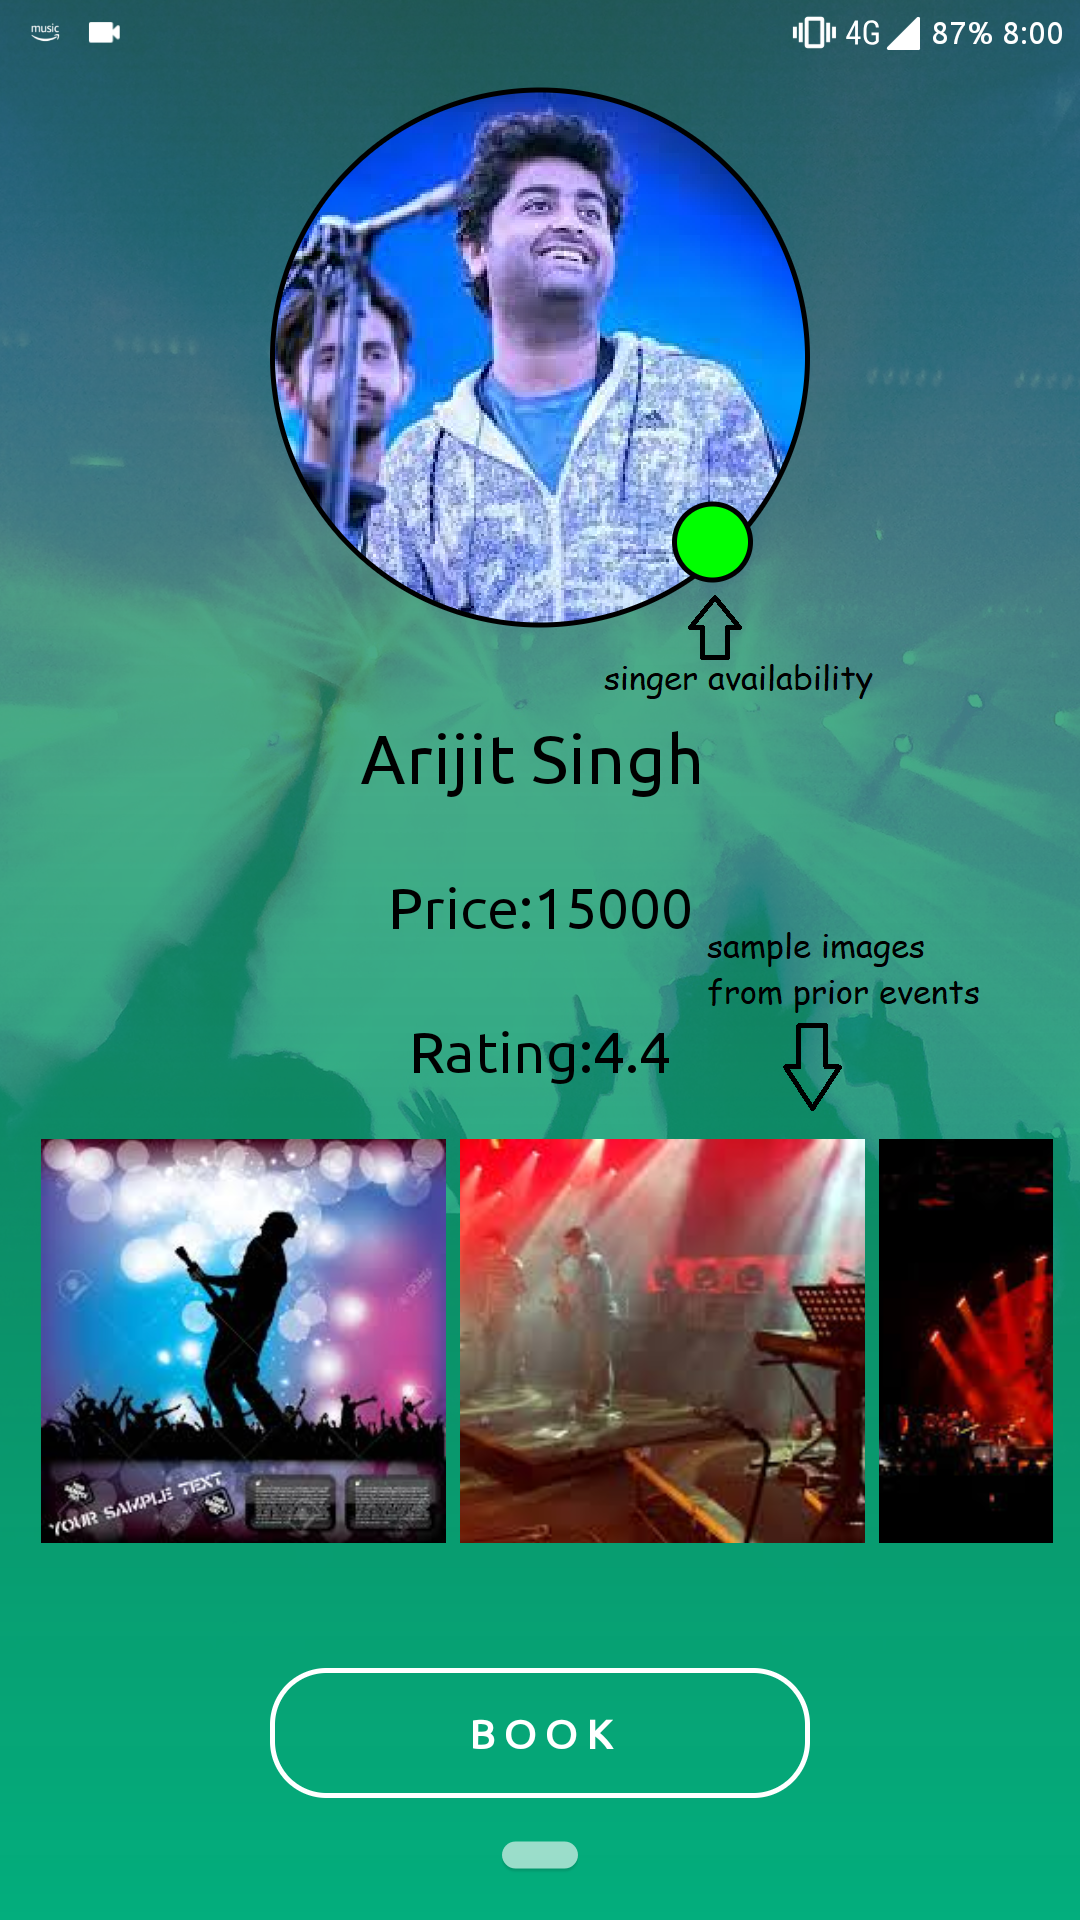 music
4G 87% 8:00
singer availability
Arijit Singh
Price:15000
sample images
from prior events
Rating:4.4
YOUR SAMPLE TEXT
BOOK